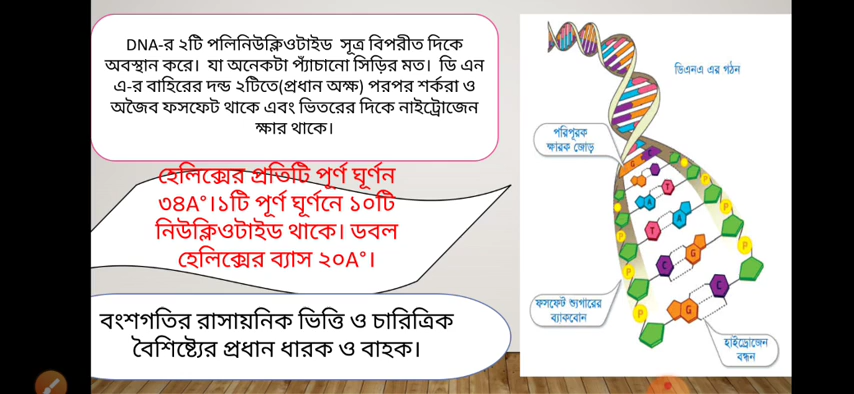 DNA-র ২টি পলিনিউক্লিওটাইড সূত্র বিপরীত দিকে
অবস্থান করে। যা অনেকটা প্যাঁচানো সিড়ির মত। ডি এন
এ-র বাহিরের দন্ড ২টিতে(প্রধান অক্ষ) পরপর শর্করা ও
অজৈব ফসফেট থাকে এবং ভিতরের দিকে নাইট্রোজেন
ক্ষার থাকে।
হেলিক্সের প্রতিটি পূর্ণ ঘূর্ণন
৩৪A°।১টি পূর্ণ ঘূর্ণনে ১০টি
নিউক্লিওটাইড থাকে। ডবল
হেলিক্সের ব্যাস ২০A°।
বংশগতির রাসায়নিক ভিত্তি ও চারিত্রিক
বৈশিষ্ট্যের প্রধান ধারক ও বাহক।
ডিএনএ এর গঠন
পরিপূরক
ক্ষারক জোড়
G C
A T
P
P
T A
P
P
P
C G
P
G C
ফসফেট শ্যুগারের
ব্যাকবোন
হাইড্রোজেন
বন্ধন